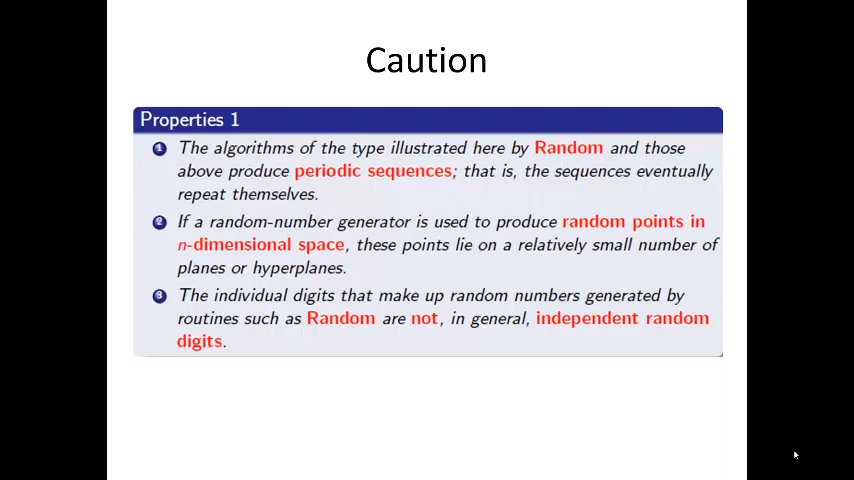 Caution
Properties 1
1 The algorithms of the type illustrated here by Random and those
above produce periodic sequences; that is, the sequences eventually
repeat themselves.
2 If a random-number generator is used to produce random points in
n-dimensional space, these points lie on a relatively small number of
planes or hyperplanes.
3 The individual digits that make up random numbers generated by
routines such as Random are not, in general, independent random
digits.